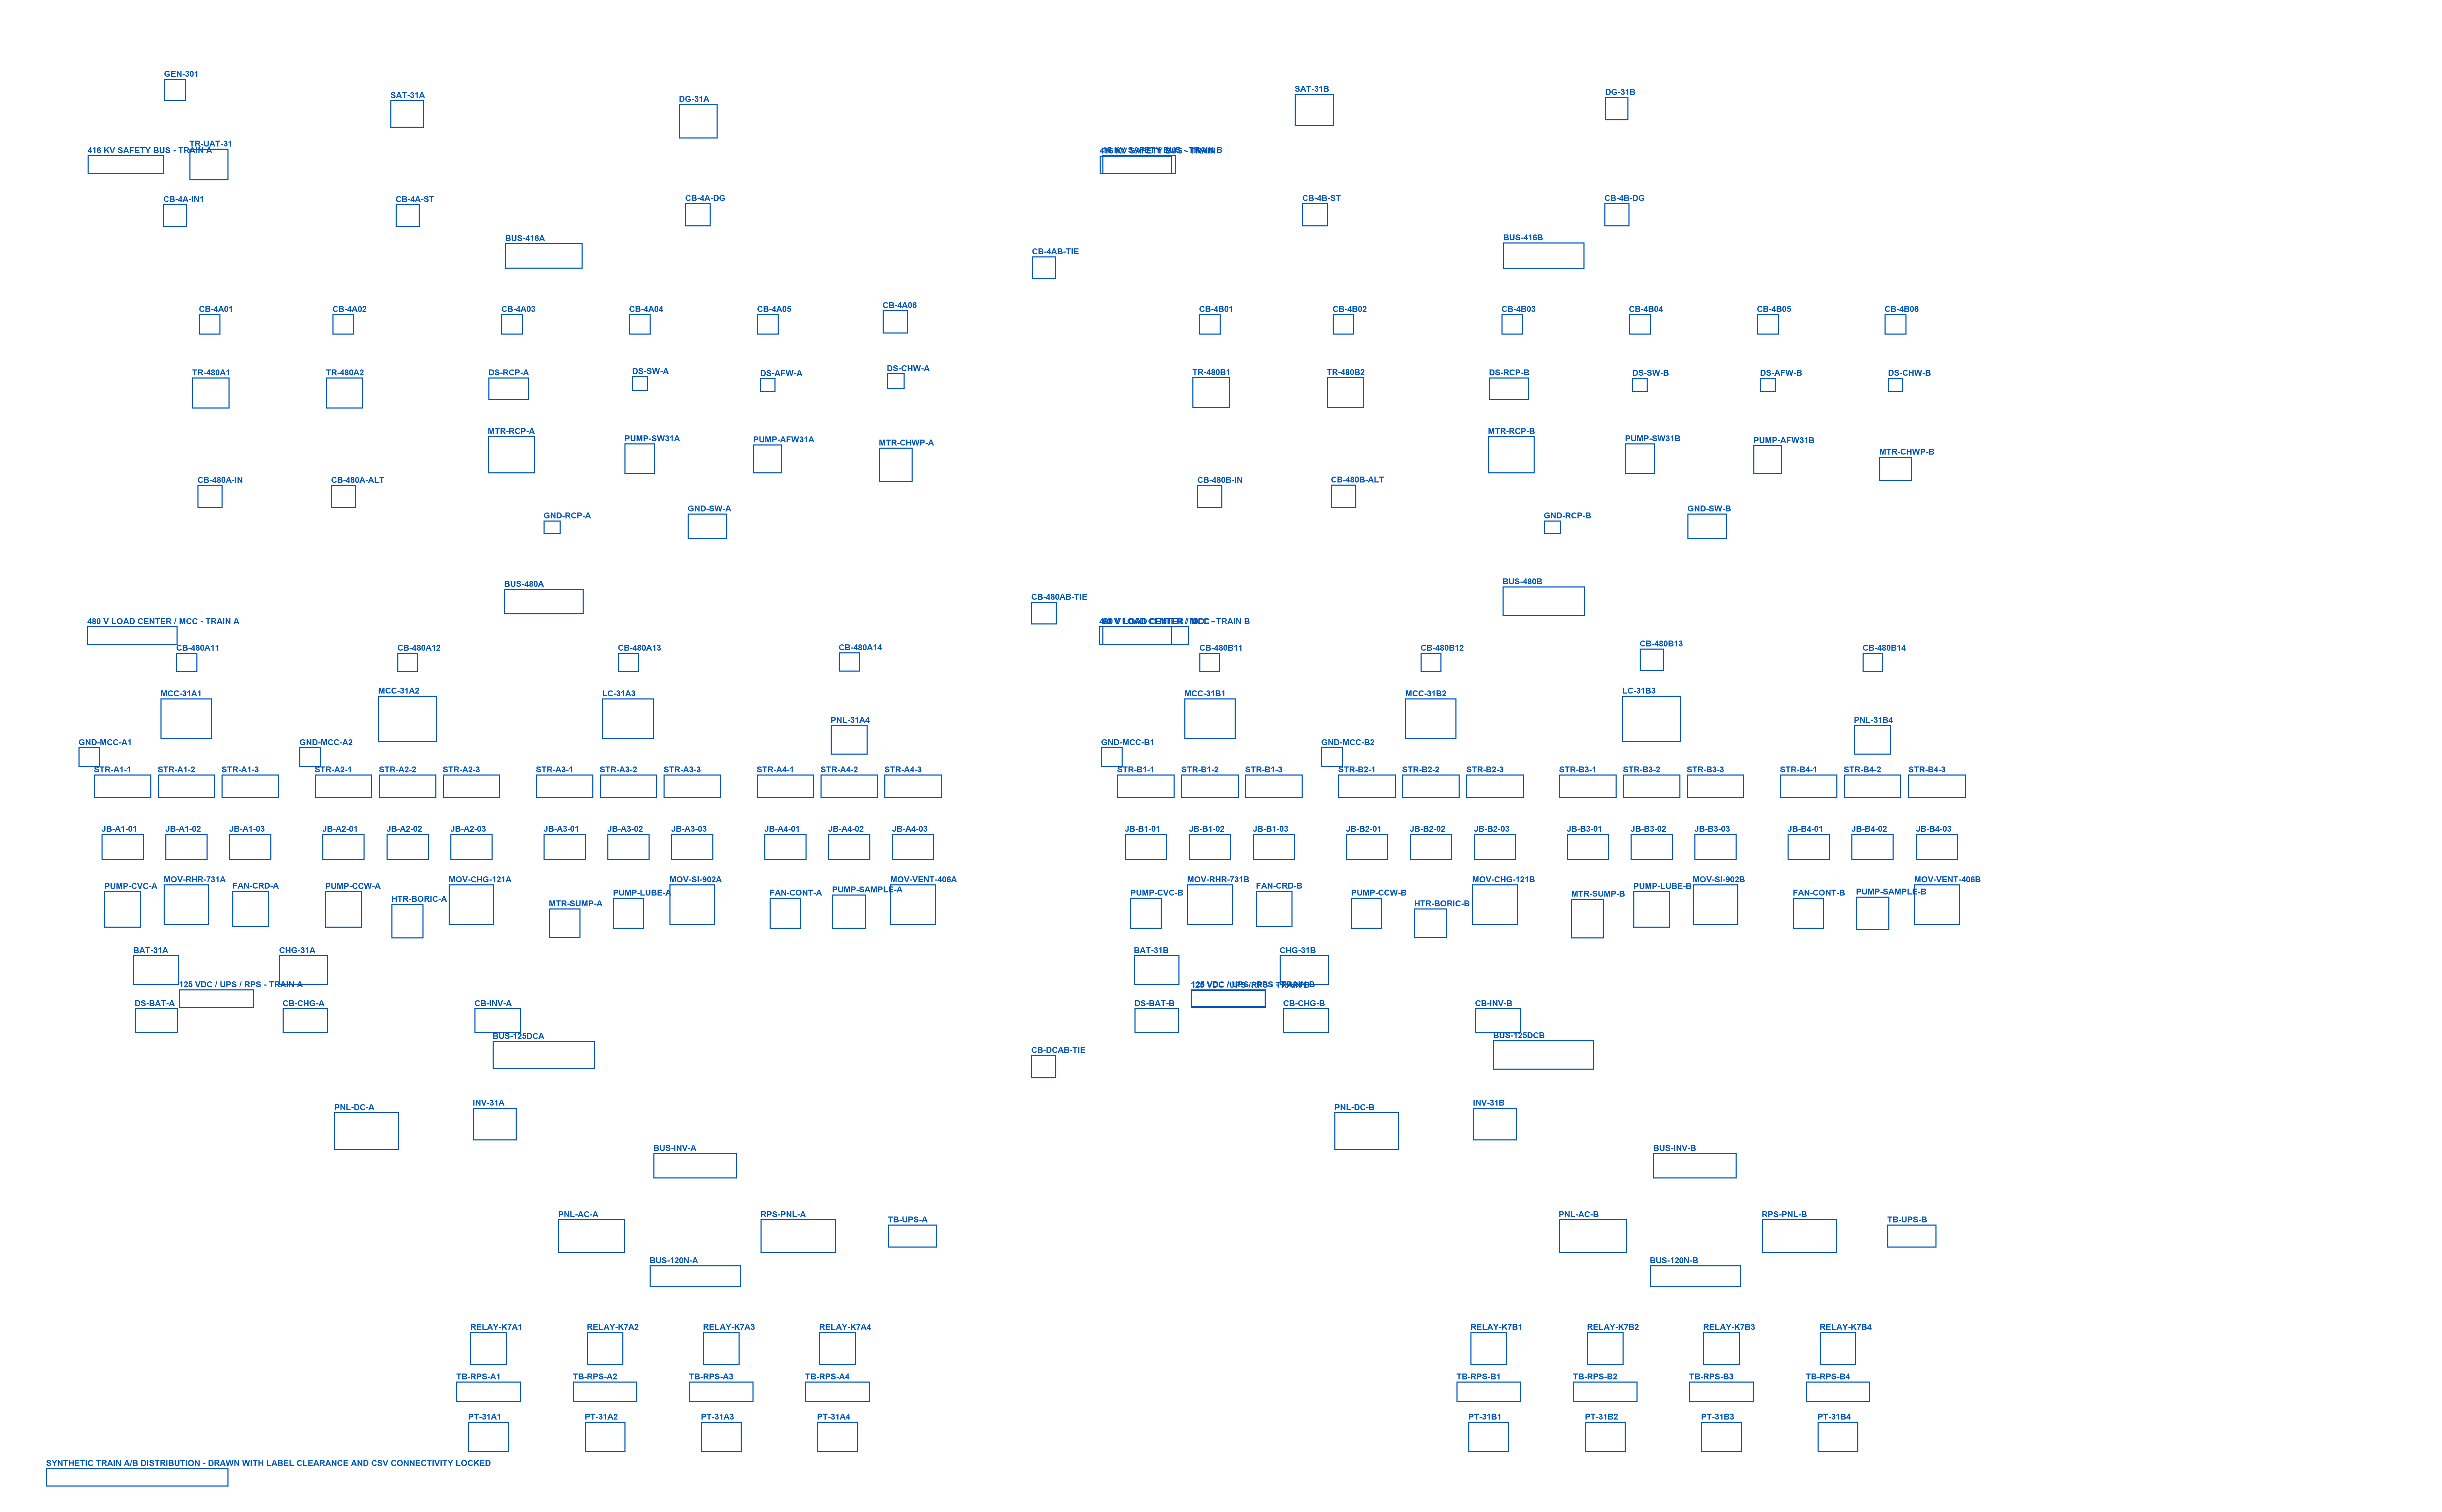 GEN-301
SAT-31A
DG-31A
SAT-31B
DG-31B
TR-UAT-31
416 KV SAFETY BUS - TRAIN A
CB-4A-IN1
CB-4A-ST
CB-4A-DG
CB-4B-ST
CB-4B-DG
BUS-416A
BUS-416B
CB-4AB-TIE
CB-4A01
CB-4A02
CB-4A03
CB-4A04
CB-4A05
CB-4A06
CB-4B01
CB-4B02
CB-4B03
CB-4B04
CB-4B05
CB-4B06
TR-480A1
TR-480A2
DS-RCP-A
DS-SW-A
DS-AFW-A
DS-CHW-A
TR-480B1
TR-480B2
DS-RCP-B
DS-SW-B
DS-AFW-B
DS-CHW-B
MTR-RCP-A
PUMP-SW31A
PUMP-AFW31A
MTR-CHWP-A
MTR-RCP-B
PUMP-SW31B
PUMP-AFW31B
MTR-CHWP-B
CB-480A-IN
CB-480A-ALT
CB-480B-IN
CB-480B-ALT
GND-RCP-A
GND-SW-A
GND-RCP-B
GND-SW-B
BUS-480A
BUS-480B
CB-480AB-TIE
480 V LOAD CENTER / MCC - TRAIN A
CB-480A11
CB-480A12
CB-480A13
CB-480A14
CB-480B11
CB-480B12
CB-480B13
CB-480B14
MCC-31A1
MCC-31A2
LC-31A3
PNL-31A4
MCC-31B1
MCC-31B2
LC-31B3
PNL-31B4
GND-MCC-A1
GND-MCC-A2
GND-MCC-B1
GND-MCC-B2
STR-A1-1
STR-A1-2
STR-A1-3
STR-A2-1
STR-A2-2
STR-A2-3
STR-A3-1
STR-A3-2
STR-A3-3
STR-A4-1
STR-A4-2
STR-A4-3
STR-B1-1
STR-B1-2
STR-B1-3
STR-B2-1
STR-B2-2
STR-B2-3
STR-B3-1
STR-B3-2
STR-B3-3
STR-B4-1
STR-B4-2
STR-B4-3
JB-A1-01
JB-A1-02
JB-A1-03
JB-A2-01
JB-A2-02
JB-A2-03
JB-A3-01
JB-A3-02
JB-A3-03
JB-A4-01
JB-A4-02
JB-A4-03
JB-B1-01
JB-B1-02
JB-B1-03
JB-B2-01
JB-B2-02
JB-B2-03
JB-B3-01
JB-B3-02
JB-B3-03
JB-B4-01
JB-B4-02
JB-B4-03
PUMP-CVC-A
MOV-RHR-731A
FAN-CRD-A
PUMP-CCW-A
HTR-BORIC-A
MOV-CHG-121A
MTR-SUMP-A
PUMP-LUBE-A
MOV-SI-902A
FAN-CONT-A
PUMP-SAMPLE-A
MOV-VENT-406A
PUMP-CVC-B
MOV-RHR-731B
FAN-CRD-B
PUMP-CCW-B
HTR-BORIC-B
MOV-CHG-121B
MTR-SUMP-B
PUMP-LUBE-B
MOV-SI-902B
FAN-CONT-B
PUMP-SAMPLE-B
MOV-VENT-406B
BAT-31A
CHG-31A
BAT-31B
CHG-31B
125 VDC / UPS / RPS - TRAIN A
DS-BAT-A
CB-CHG-A
CB-INV-A
DS-BAT-B
CB-CHG-B
CB-INV-B
BUS-125DCA
BUS-125DCB
CB-DCAB-TIE
PNL-DC-A
INV-31A
PNL-DC-B
INV-31B
BUS-INV-A
BUS-INV-B
PNL-AC-A
RPS-PNL-A
TB-UPS-A
PNL-AC-B
RPS-PNL-B
TB-UPS-B
BUS-120N-A
BUS-120N-B
RELAY-K7A1
RELAY-K7A2
RELAY-K7A3
RELAY-K7A4
RELAY-K7B1
RELAY-K7B2
RELAY-K7B3
RELAY-K7B4
TB-RPS-A1
TB-RPS-A2
TB-RPS-A3
TB-RPS-A4
TB-RPS-B1
TB-RPS-B2
TB-RPS-B3
TB-RPS-B4
PT-31A1
PT-31A2
PT-31A3
PT-31A4
PT-31B1
PT-31B2
PT-31B3
PT-31B4
SYNTHETIC TRAIN A/B DISTRIBUTION - DRAWN WITH LABEL CLEARANCE AND CSV CONNECTIVITY LOCKED